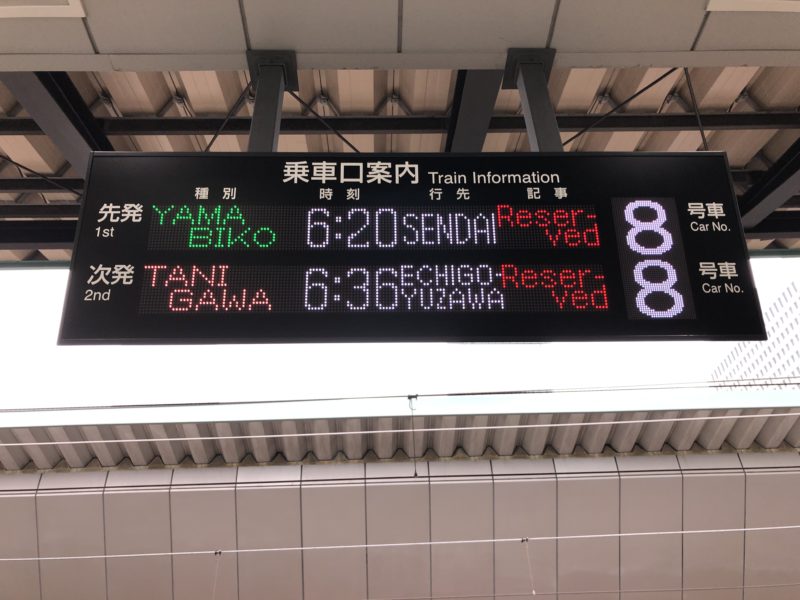 乗車口案内 Train Information
種別 時刻 行先 記事
先発 YAMA 6:20 SENDAI Reser- 8 号車
1st BIKO ved Car No.
次発 TANI 6:36 ECHIGO- Reser- 8 号車
2nd GAWA YUZAWA ved Car No.